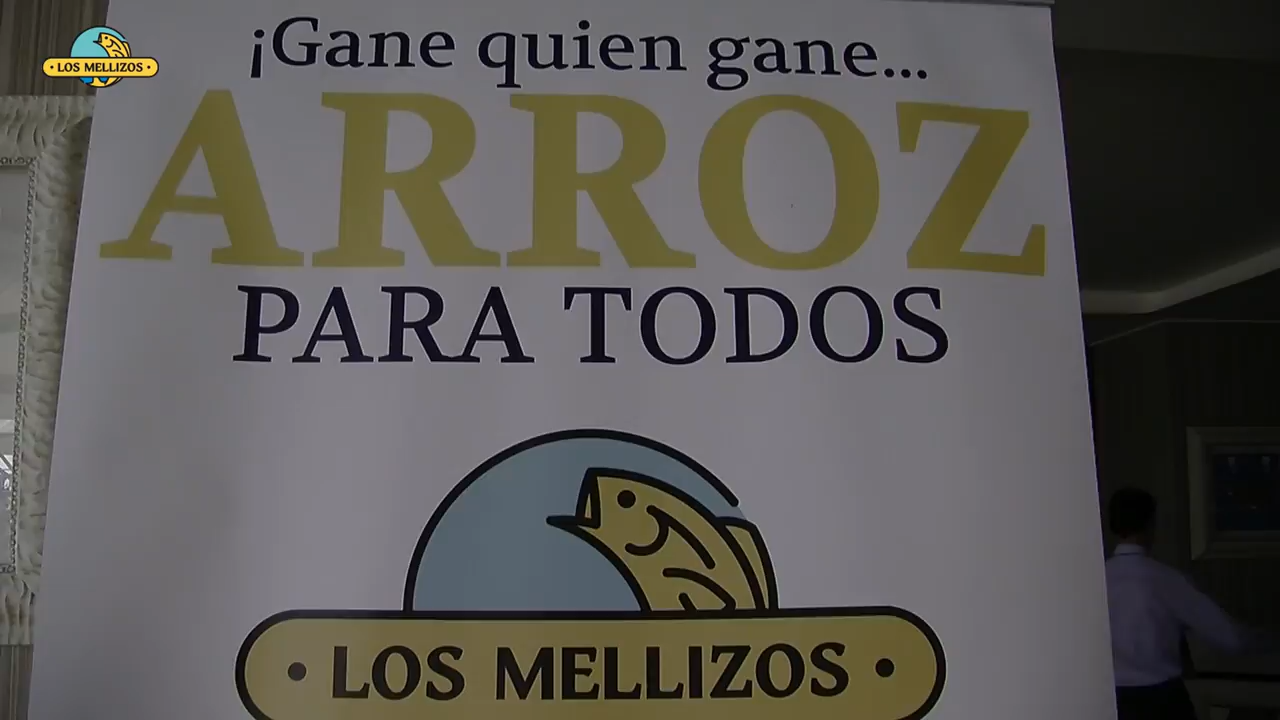 • LOS MELLIZOS •
¡Gane quien gane...
ARROZ
PARA TODOS
• LOS MELLIZOS •